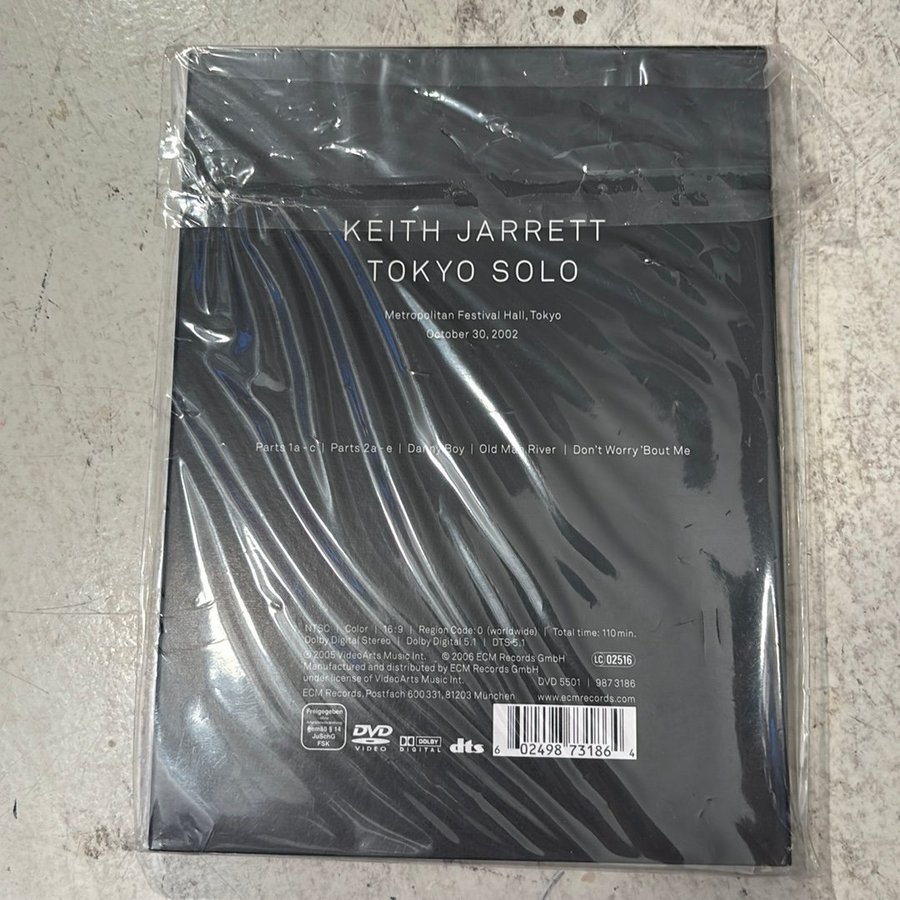 KEITH JARRETT
TOKYO SOLO
Metropolitan Festival Hall, Tokyo
October 30, 2002
Parts 1a-c | Parts 2a-e | Danny Boy | Old Man River | Don't Worry 'Bout Me
NTSC | Color | 16:9 | Region Code: 0 (worldwide) | Total time: 110 min.
Dolby Digital Stereo | Dolby Digital 5.1 | DTS 5.1
℗ 2005 VideoArts Music Int. © 2006 ECM Records GmbH
Manufactured and distributed by ECM Records GmbH
under license of VideoArts Music Int.
ECM Records, Postfach 600 331, 81203 München
LC 02516
DVD 5501 | 987 3186
www.ecmrecords.com
Freigegeben
gemäß § 14
JuSchG
FSK
DVD
VIDEO
DOLBY
DIGITAL
dts
6 02498 73186 4